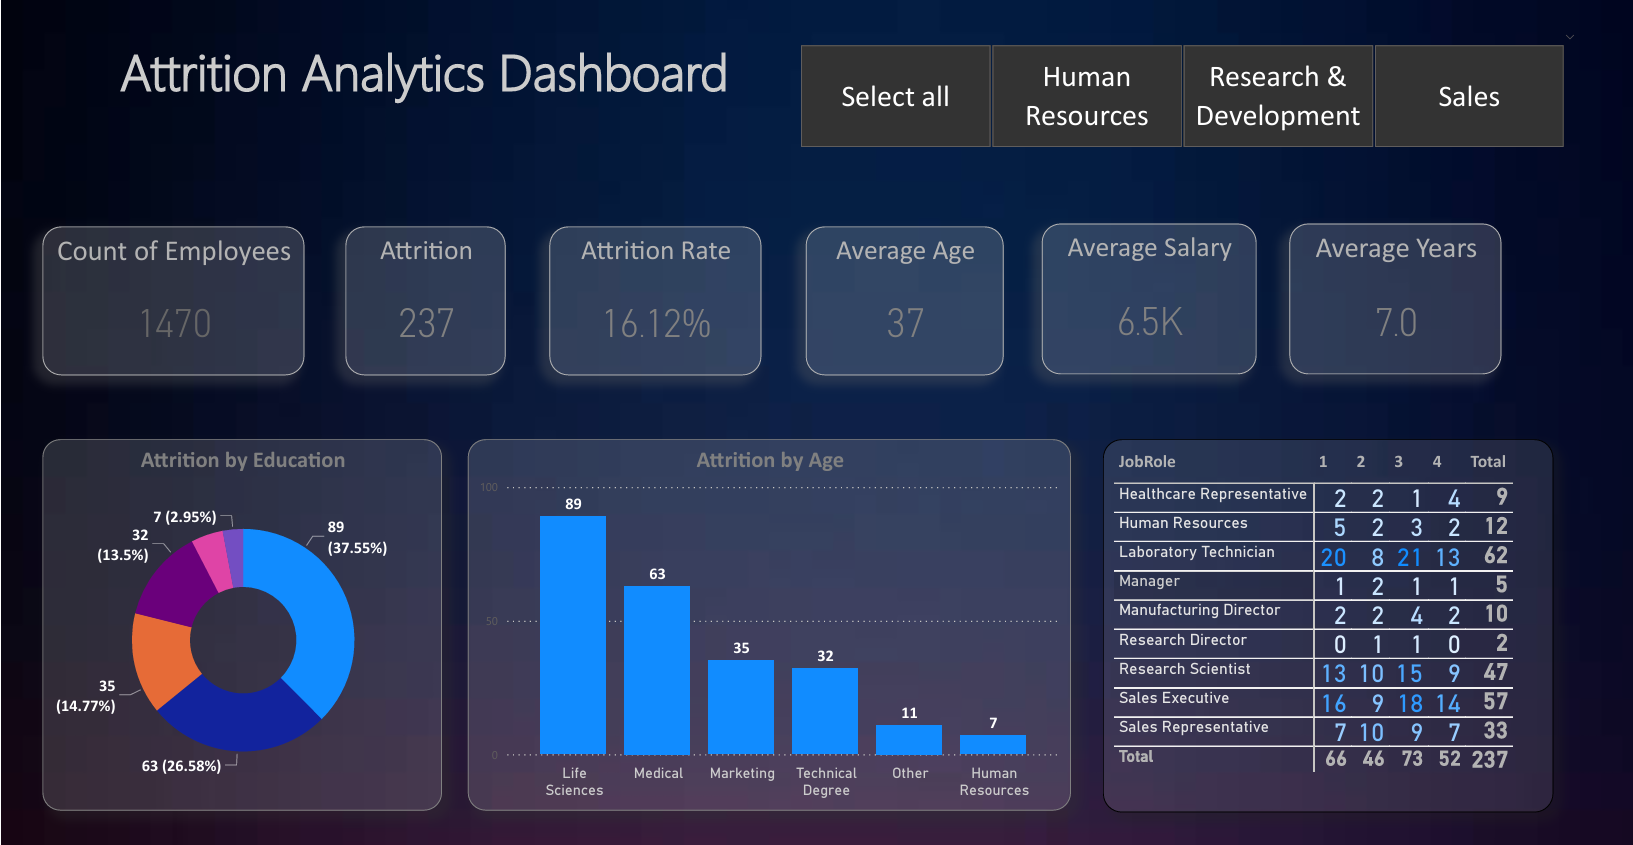 Attrition Analytics Dashboard
Select all
Human
Resources
Research &
Development
Sales
Count of Employees
1470
Attrition
237
Attrition Rate
16.12%
Average Age
37
Average Salary
6.5K
Average Years
7.0
Attrition by Education
7 (2.95%)
32
(13.5%)
89
(37.55%)
35
(14.77%)
63 (26.58%)
Attrition by Age
100
50
0
89
63
35
32
11
7
Life
Sciences
Medical
Marketing
Technical
Degree
Other
Human
Resources
JobRole 1 2 3 4 Total
Healthcare Representative 2 2 1 4 9
Human Resources 5 2 3 2 12
Laboratory Technician 20 8 21 13 62
Manager 1 2 1 1 5
Manufacturing Director 2 2 4 2 10
Research Director 0 1 1 0 2
Research Scientist 13 10 15 9 47
Sales Executive 16 9 18 14 57
Sales Representative 7 10 9 7 33
Total 66 46 73 52 237